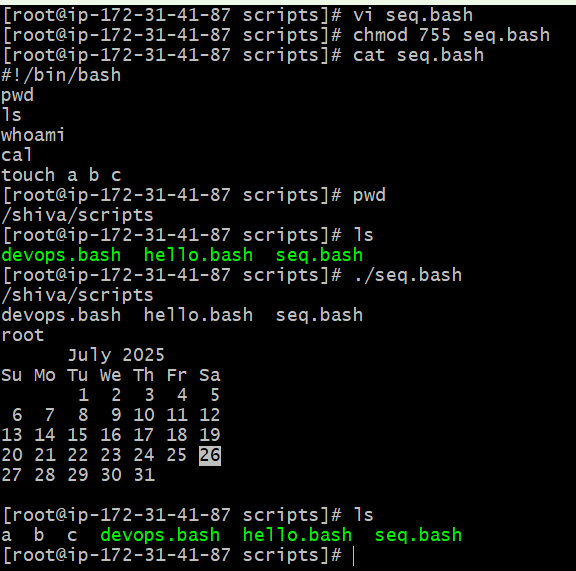 [root@ip-172-31-41-87 scripts]# vi seq.bash
[root@ip-172-31-41-87 scripts]# chmod 755 seq.bash
[root@ip-172-31-41-87 scripts]# cat seq.bash
#!/bin/bash
pwd
ls
whoami
cal
touch a b c
[root@ip-172-31-41-87 scripts]# pwd
/shiva/scripts
[root@ip-172-31-41-87 scripts]# ls
devops.bash  hello.bash  seq.bash
[root@ip-172-31-41-87 scripts]# ./seq.bash
/shiva/scripts
devops.bash  hello.bash  seq.bash
root
      July 2025
Su Mo Tu We Th Fr Sa
       1  2  3  4  5
 6  7  8  9 10 11 12
13 14 15 16 17 18 19
20 21 22 23 24 25 26
27 28 29 30 31
[root@ip-172-31-41-87 scripts]# ls
a  b  c  devops.bash  hello.bash  seq.bash
[root@ip-172-31-41-87 scripts]#